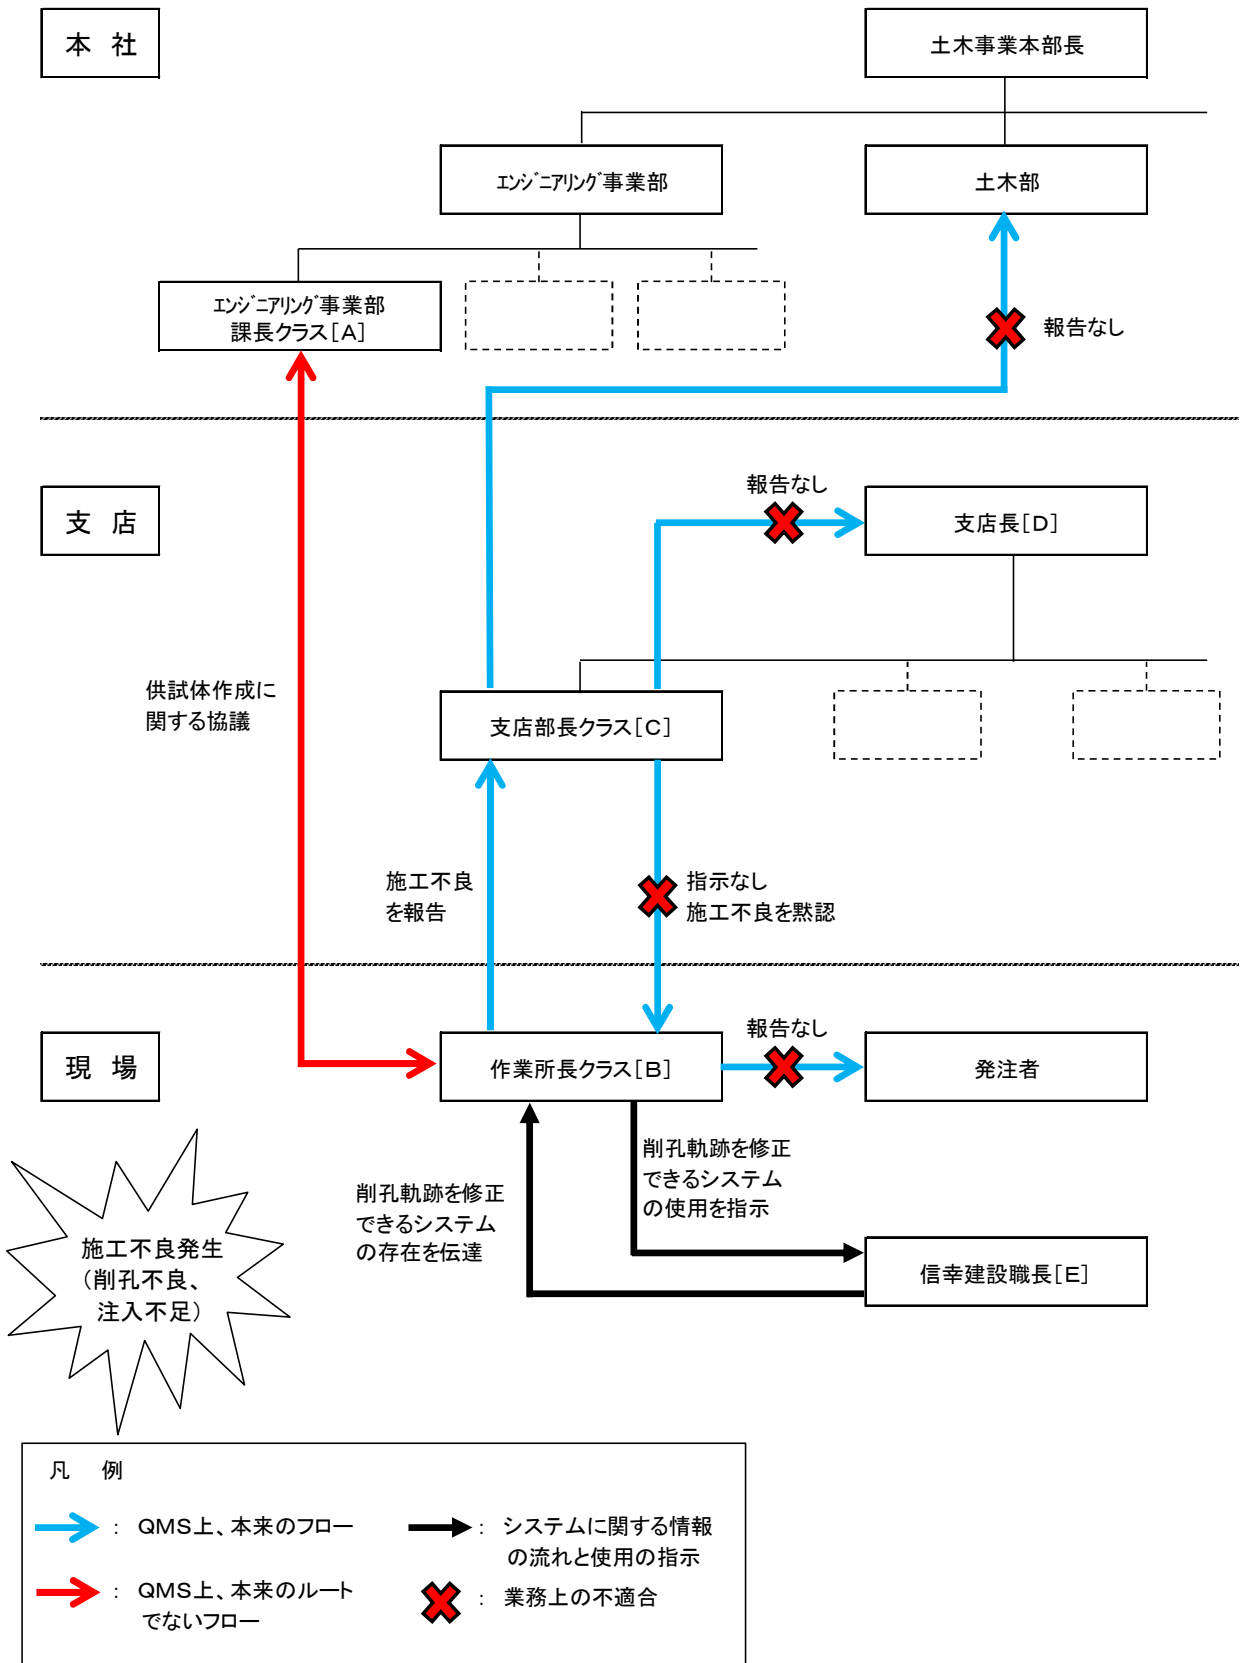 本 社
土木事業本部長
エンジニアリング事業部
土木部
エンジニアリング事業部
課長クラス[A]
報告なし
支 店
報告なし
支店長[D]
供試体作成に
関する協議
支店部長クラス[C]
施工不良
を報告
指示なし
施工不良を黙認
現 場
報告なし
作業所長クラス[B]
発注者
削孔軌跡を修正
できるシステム
の使用を指示
削孔軌跡を修正
できるシステム
の存在を伝達
施工不良発生
（削孔不良、
注入不足）
信幸建設職長[E]
凡 例
： QMS上、本来のフロー
： システムに関する情報
の流れと使用の指示
： QMS上、本来のルート
でないフロー
： 業務上の不適合